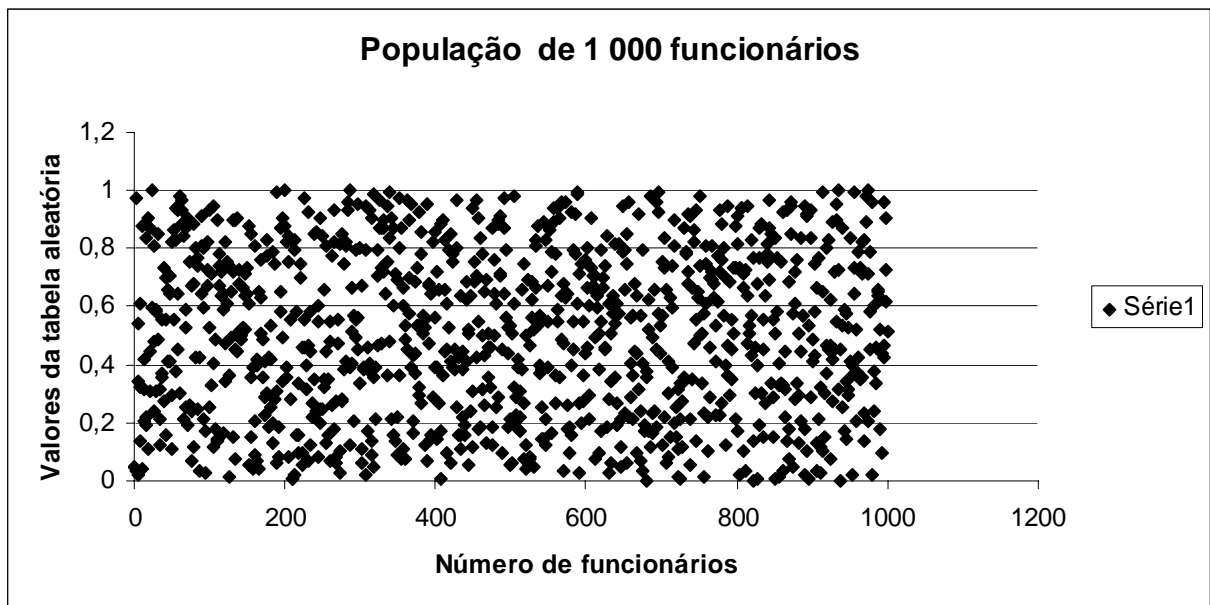 População de 1 000 funcionários
Valores da tabela aleatória
1,2
1
0,8
0,6
0,4
0,2
0
0 200 400 600 800 1000 1200
Número de funcionários
Série1